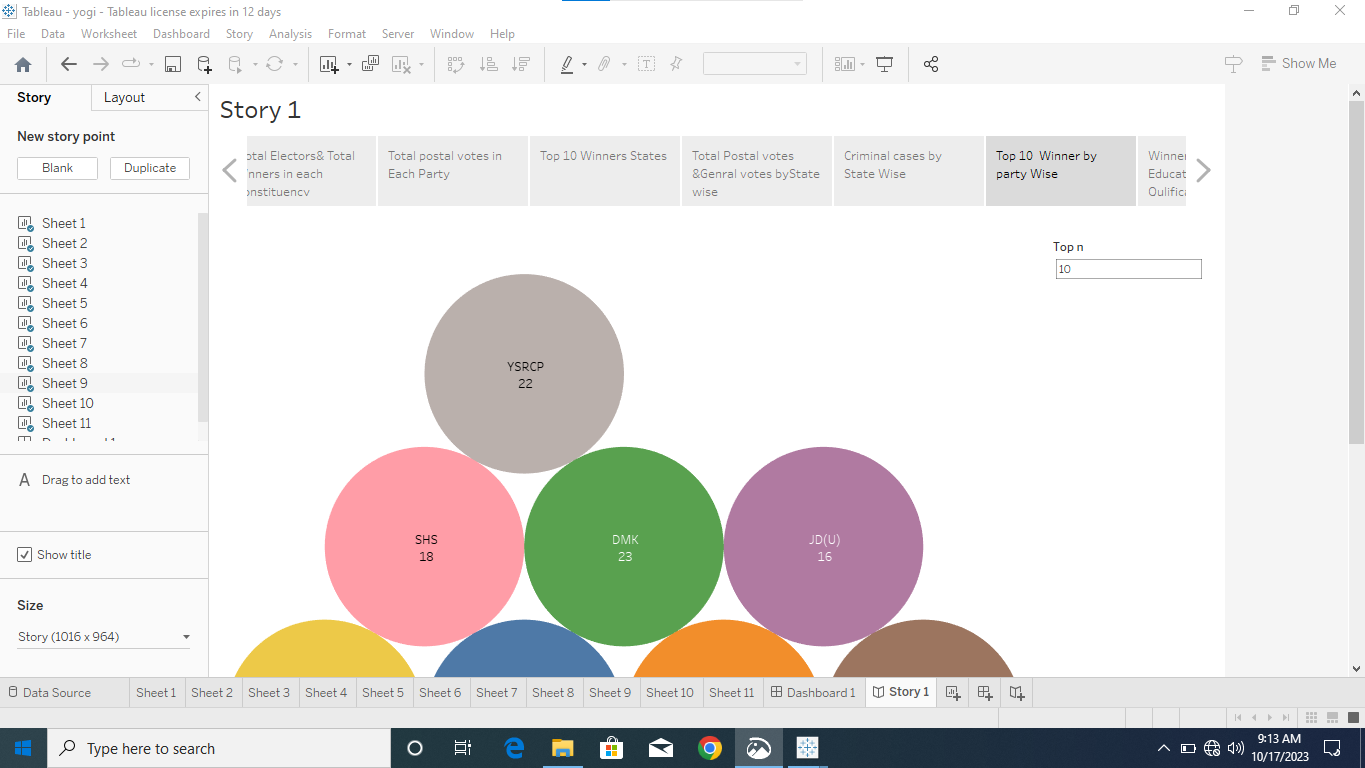 Tableau - yogi - Tableau license expires in 12 days
File Data Worksheet Dashboard Story Analysis Format Server Window Help
Show Me
Story Layout
New story point
Blank Duplicate
Sheet 1
Sheet 2
Sheet 3
Sheet 4
Sheet 5
Sheet 6
Sheet 7
Sheet 8
Sheet 9
Sheet 10
Sheet 11
A Drag to add text
Show title
Size
Story (1016 x 964)
Story 1
otal Electors& Total
nners in each
onstituency
Total postal votes in
Each Party
Top 10 Winners States
Total Postal votes
&Genral votes byState
wise
Criminal cases by
State Wise
Top 10 Winner by
party Wise
Winne
Educat
Qulific
Top n
10
YSRCP
22
SHS
18
DMK
23
JD(U)
16
Data Source Sheet 1 Sheet 2 Sheet 3 Sheet 4 Sheet 5 Sheet 6 Sheet 7 Sheet 8 Sheet 9 Sheet 10 Sheet 11 Dashboard 1 Story 1
Type here to search
9:13 AM
10/17/2023